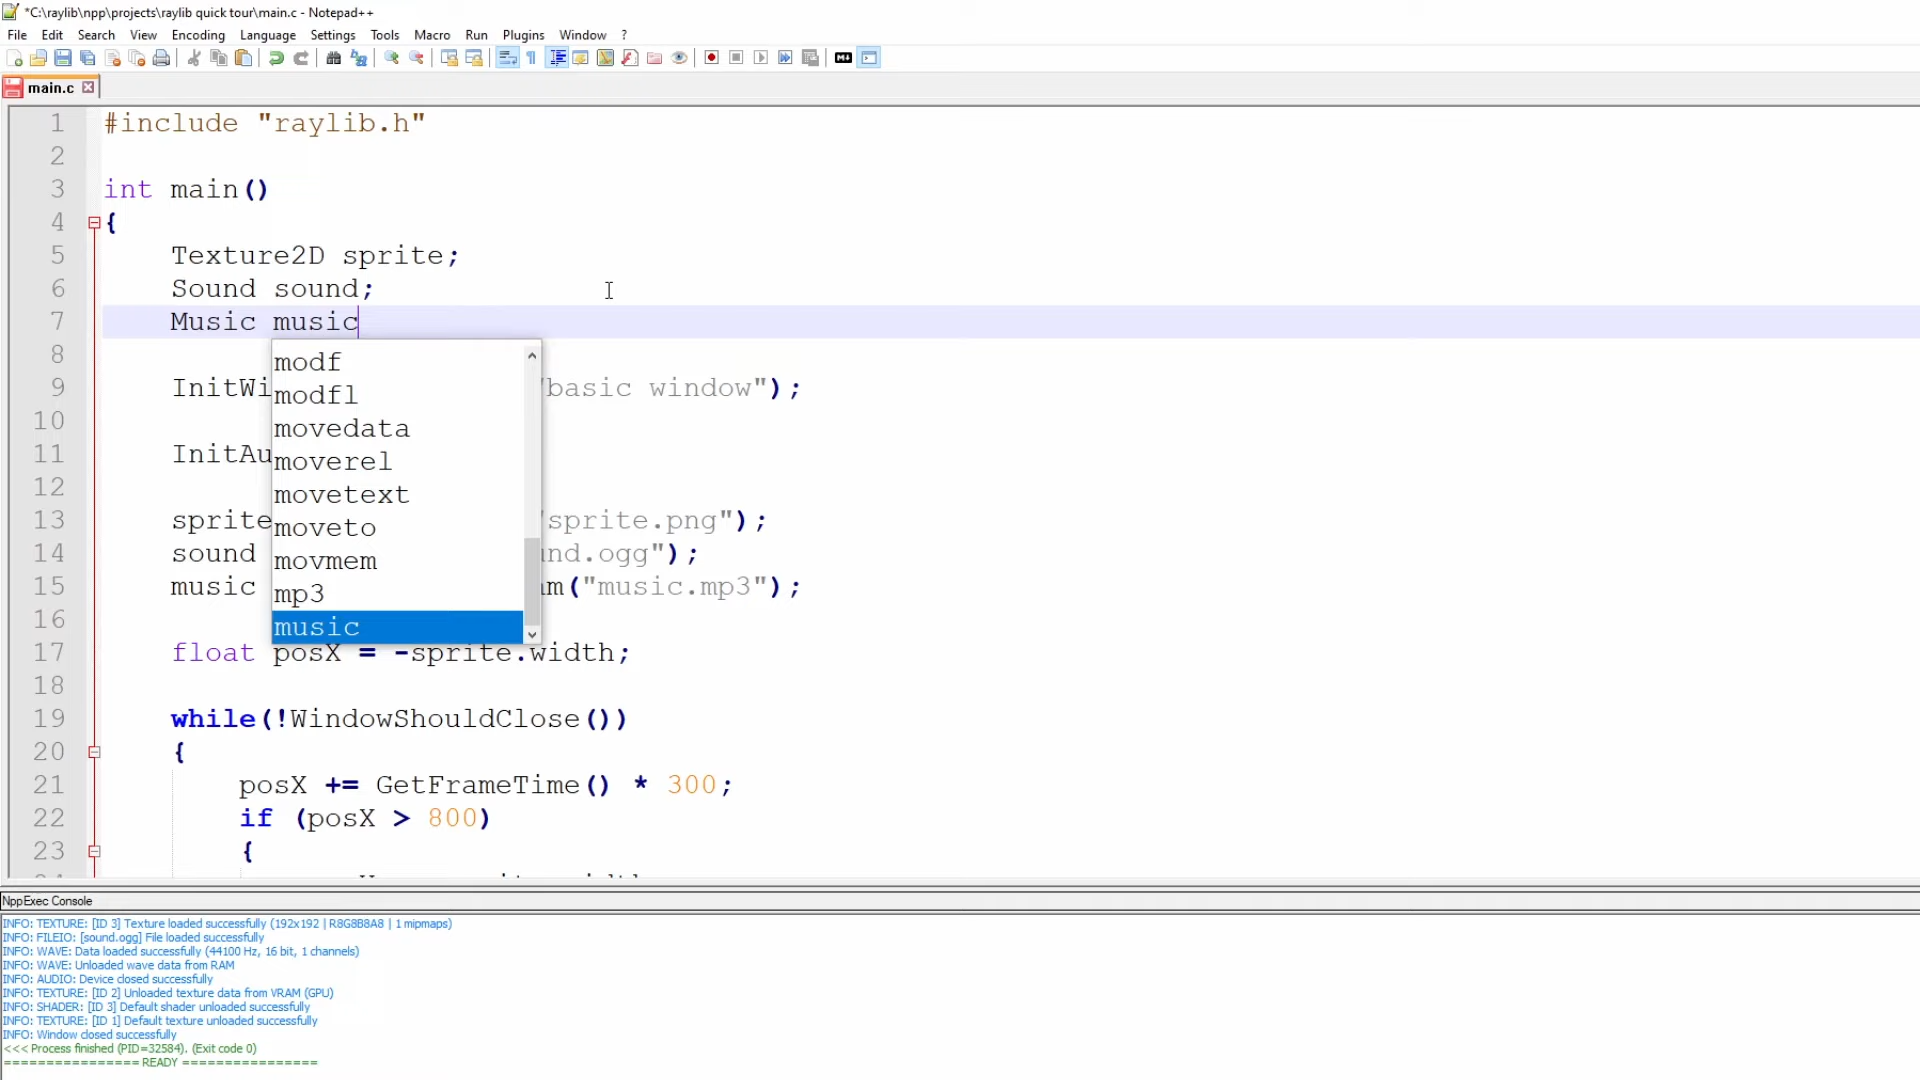 *C:\raylib\npp\projects\raylib quick tour\main.c - Notepad++
File Edit Search View Encoding Language Settings Tools Macro Run Plugins Window ?
main.c
1 #include "raylib.h"
2
3 int main()
4 {
5 Texture2D sprite;
6 Sound sound;
7 Music music
8
modf
9 InitWi "basic window");
modfl
10
movedata
11 InitAu
moverel
12
movetext
13 sprite "sprite.png");
moveto
14 sound und.ogg");
movmem
15 music am("music.mp3");
mp3
16
music
17 float posX = -sprite.width;
18
19 while(!WindowShouldClose())
20 {
21 posX += GetFrameTime() * 300;
22 if (posX > 800)
23 {
NppExec Console
INFO: TEXTURE: [ID 3] Texture loaded successfully (192x192 | R8G8B8A8 | 1 mipmaps)
INFO: FILEIO: [sound.ogg] File loaded successfully
INFO: WAVE: Data loaded successfully (44100 Hz, 16 bit, 1 channels)
INFO: WAVE: Unloaded wave data from RAM
INFO: AUDIO: Device closed successfully
INFO: TEXTURE: [ID 2] Unloaded texture data from VRAM (GPU)
INFO: SHADER: [ID 3] Default shader unloaded successfully
INFO: TEXTURE: [ID 1] Default texture unloaded successfully
INFO: Window closed successfully
<<< Process finished (PID=32584). (Exit code 0)
================ READY ================